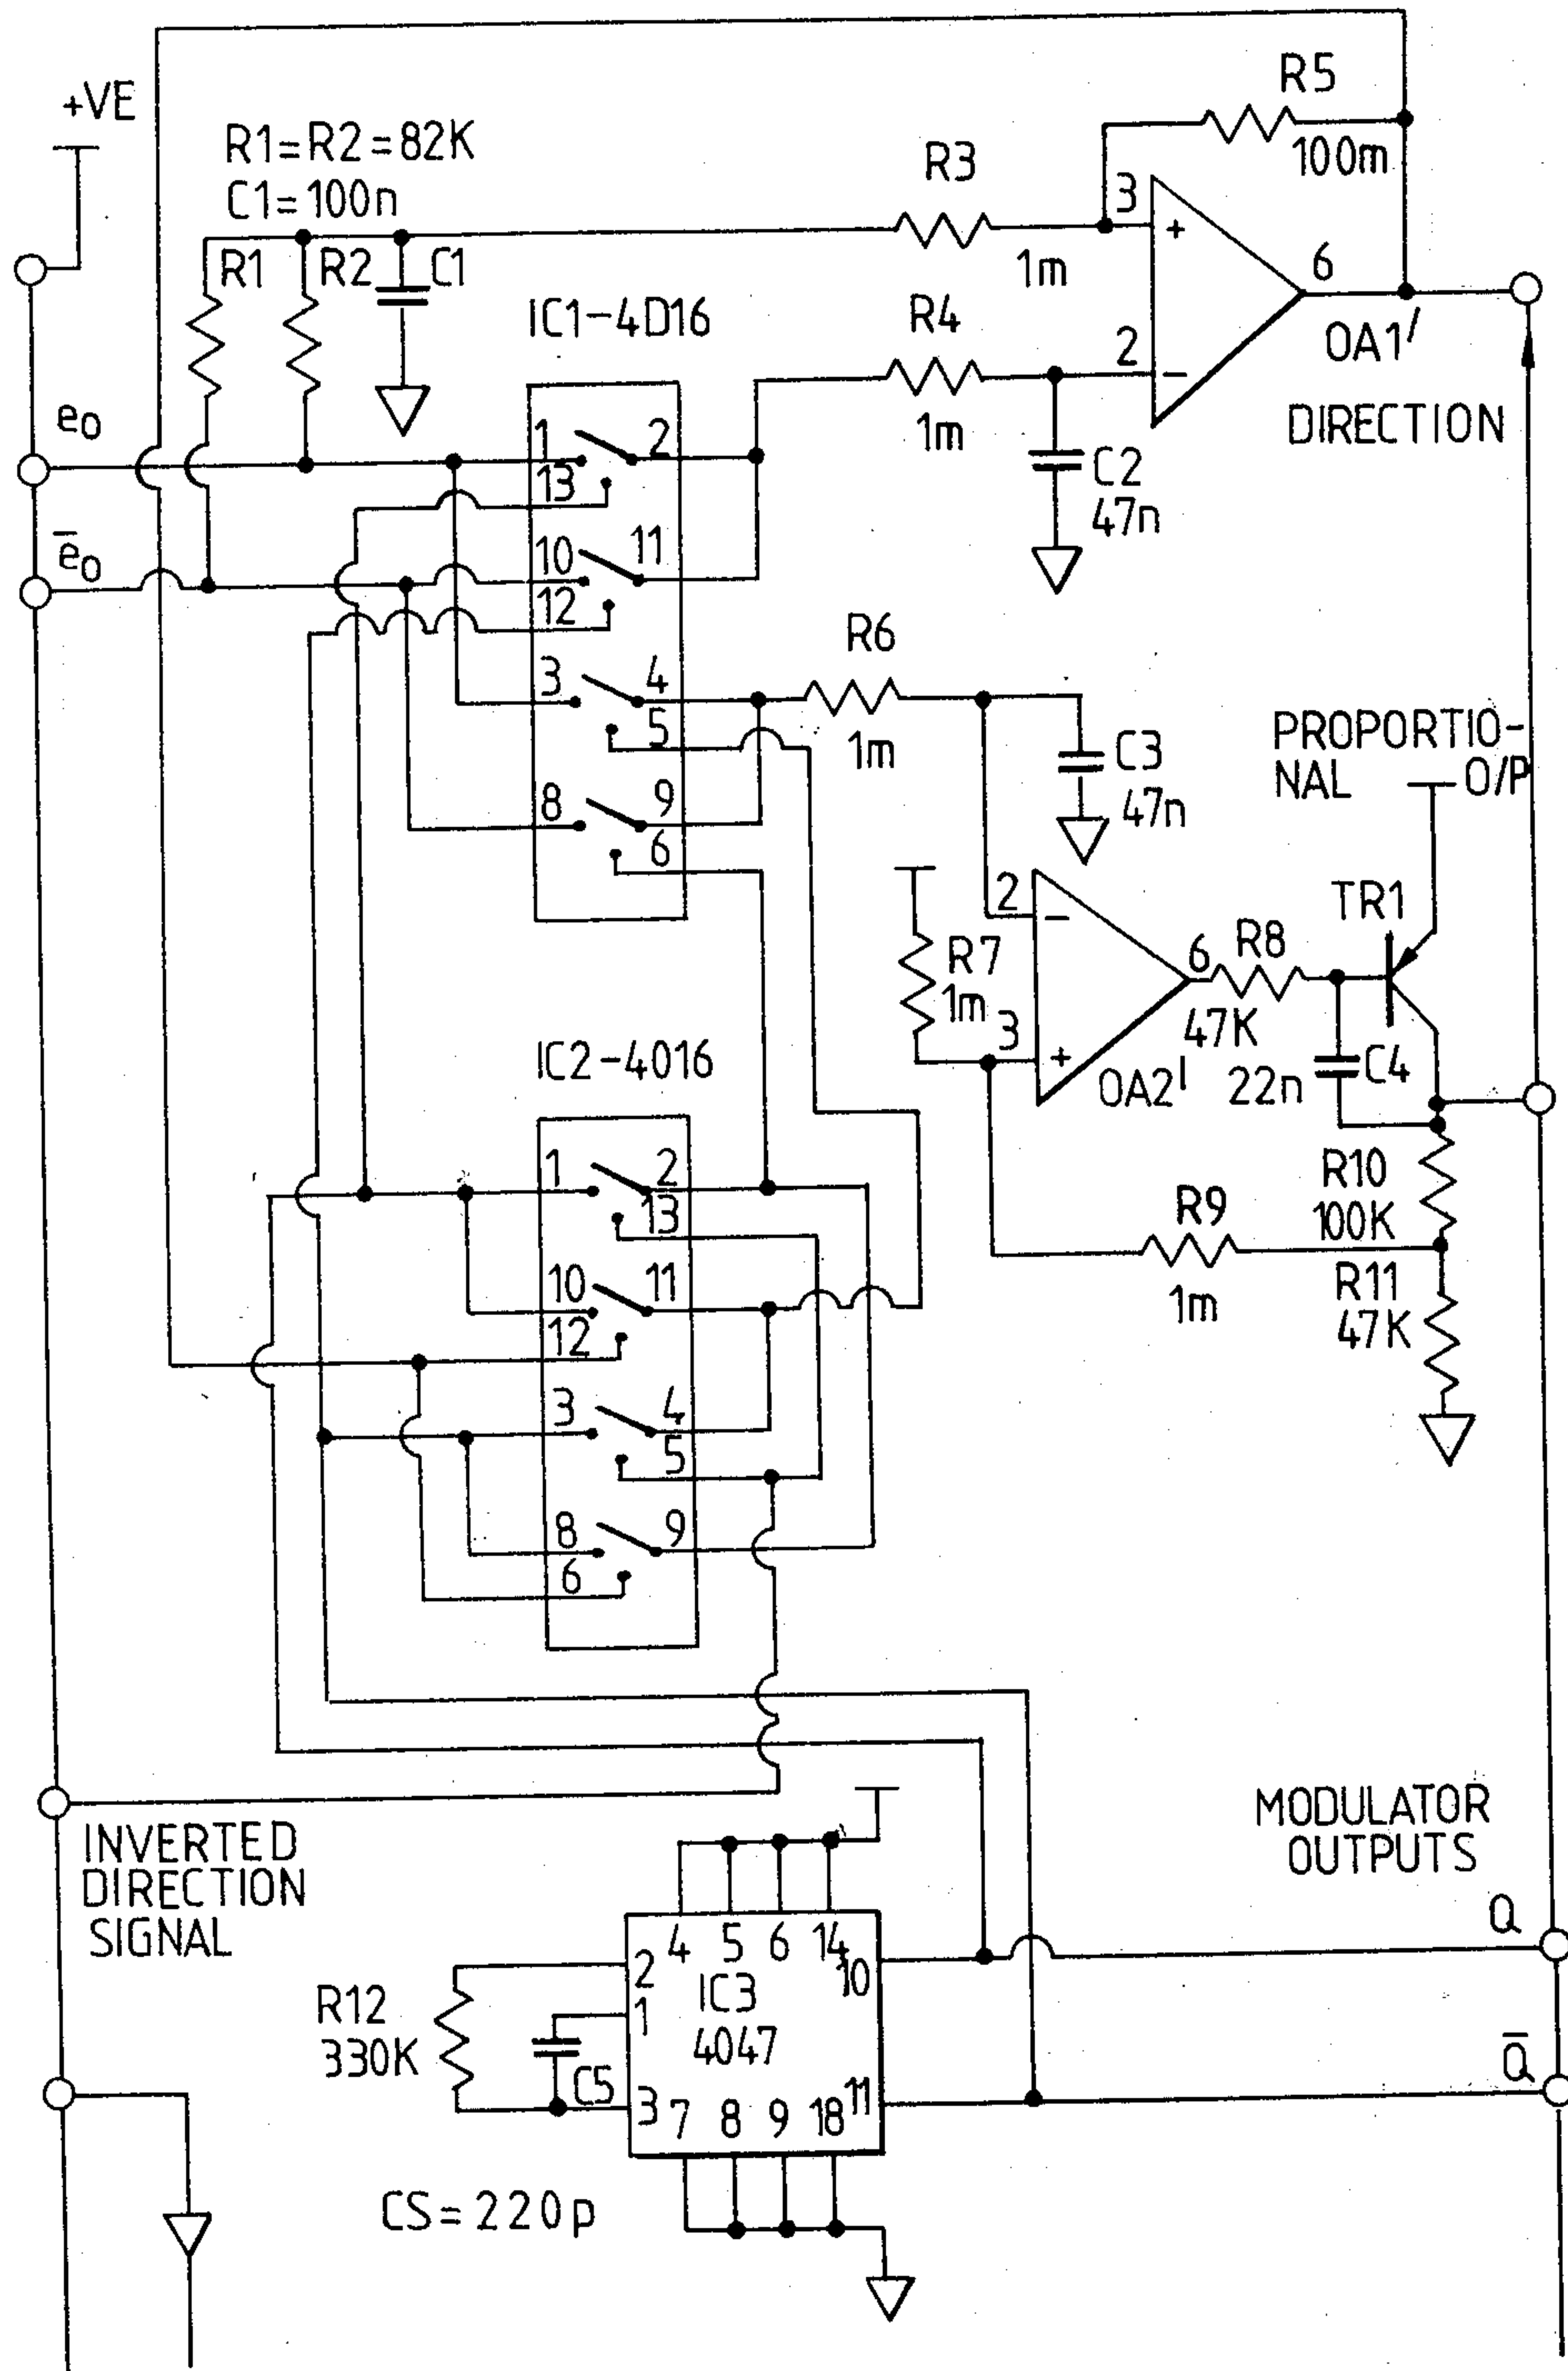 +VE
R1=R2=82K
C1=100n
R5
100m
R3
1m
3
+
6
R1
R2
C1
IC1-4D16
R4
1m
2
−
OA1'
DIRECTION
e0
1
2
13
C2
47n
ē0
10
11
12
R6
1m
3
4
5
C3
47n
PROPORTIO-
NAL
O/P
8
9
6
2
−
TR1
R7
1m
3
+
6
R8
47K
OA2'
22n
C4
IC2-4016
1
2
13
R10
100K
R9
1m
10
11
12
R11
47K
3
4
5
8
9
6
INVERTED
DIRECTION
SIGNAL
MODULATOR
OUTPUTS
Q
4
5
6
14
2
10
IC3
4047
1
R12
330K
C5
Q̄
3
7
8
9
18
11
CS=220p